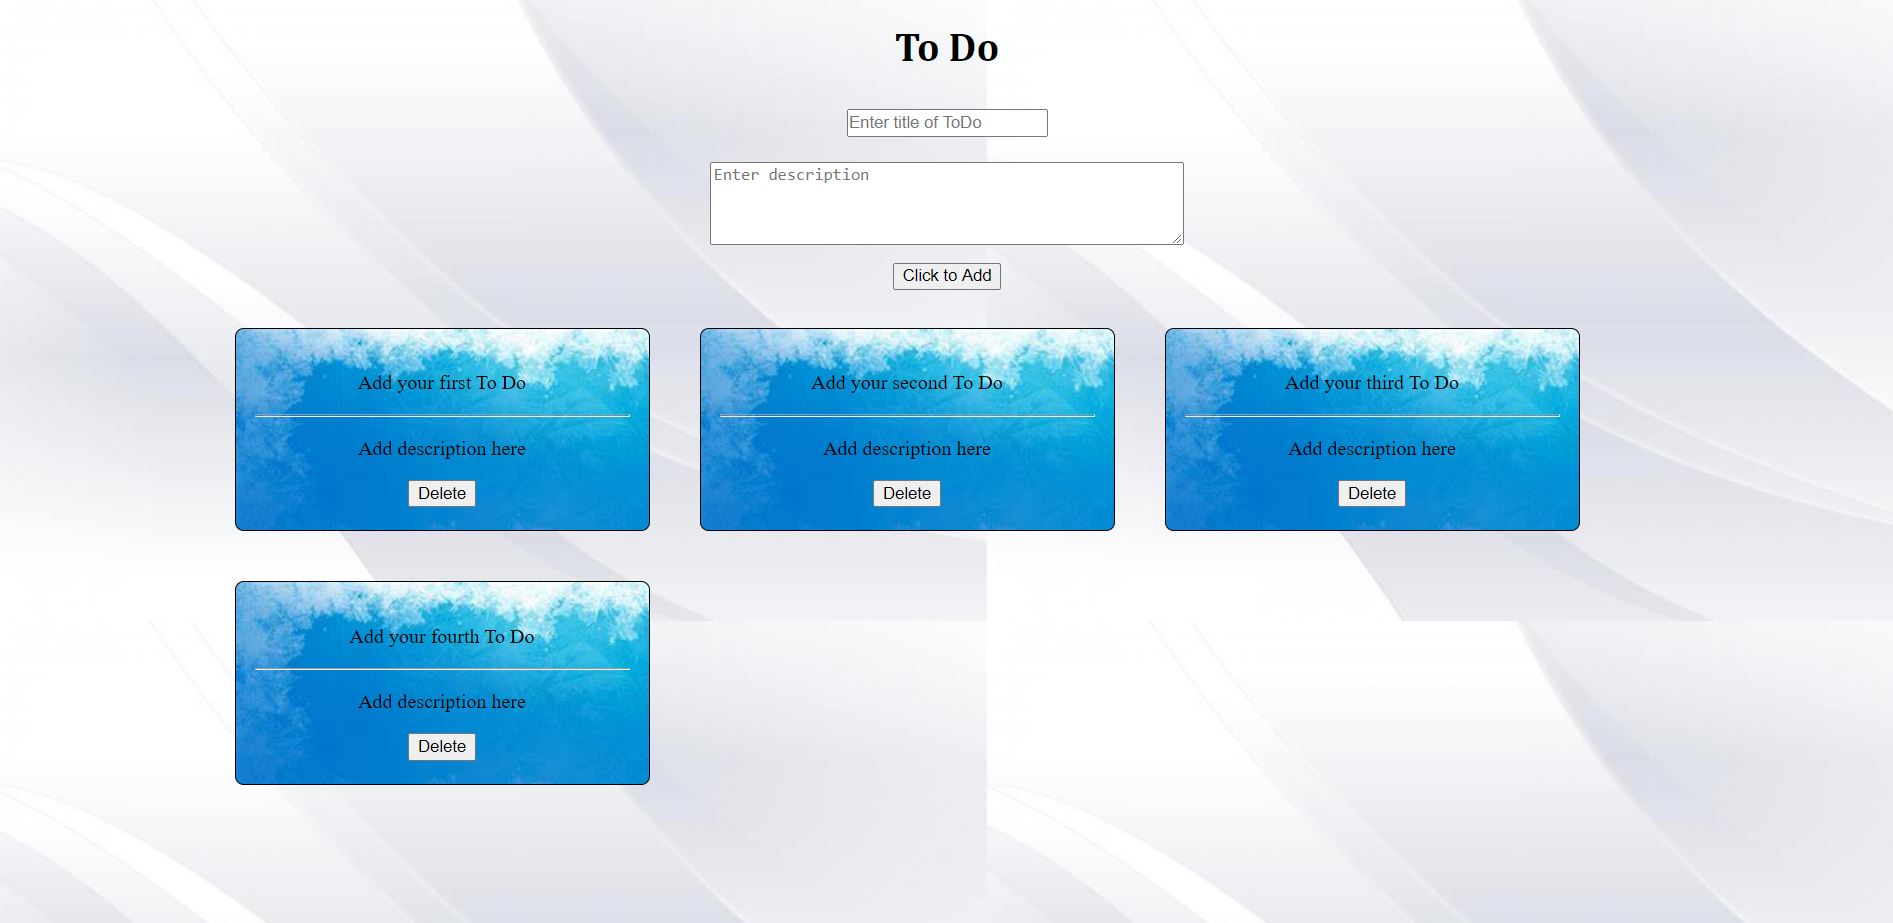 To Do
Enter title of ToDo
Enter description
Click to Add
Add your first To Do
Add description here
Delete
Add your second To Do
Add description here
Delete
Add your third To Do
Add description here
Delete
Add your fourth To Do
Add description here
Delete